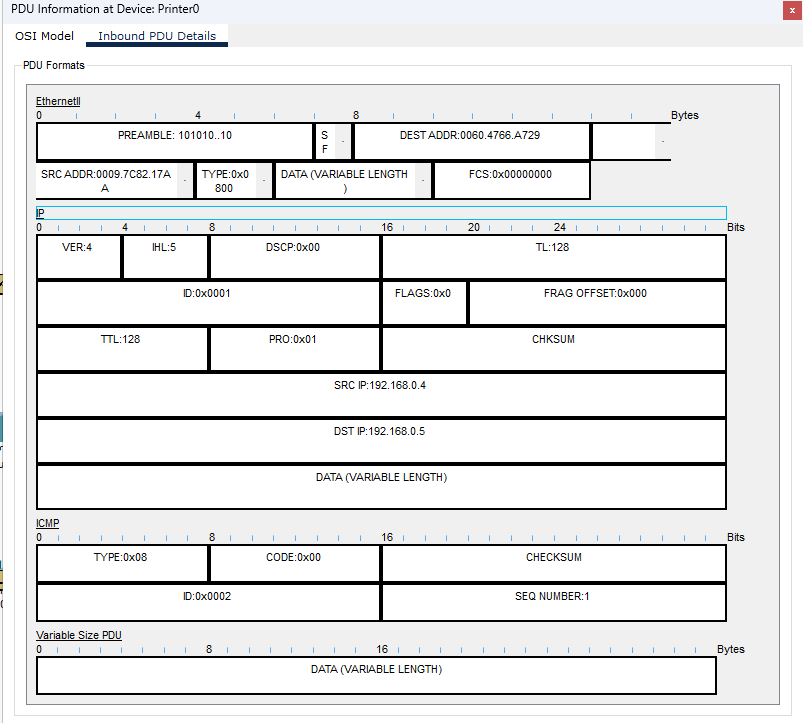 PDU Information at Device: Printer0
x
OSI Model Inbound PDU Details
PDU Formats
EthernetII
0 4 8 Bytes
PREAMBLE: 101010..10 S F DEST ADDR:0060.4766.A729
SRC ADDR:0009.7C82.17A A TYPE:0x0 800 DATA (VARIABLE LENGTH ) FCS:0x00000000
IP
0 4 8 16 20 24 Bits
VER:4 IHL:5 DSCP:0x00 TL:128
ID:0x0001 FLAGS:0x0 FRAG OFFSET:0x000
TTL:128 PRO:0x01 CHKSUM
SRC IP:192.168.0.4
DST IP:192.168.0.5
DATA (VARIABLE LENGTH)
ICMP
0 8 16 Bits
TYPE:0x08 CODE:0x00 CHECKSUM
ID:0x0002 SEQ NUMBER:1
Variable Size PDU
0 8 16 Bytes
DATA (VARIABLE LENGTH)